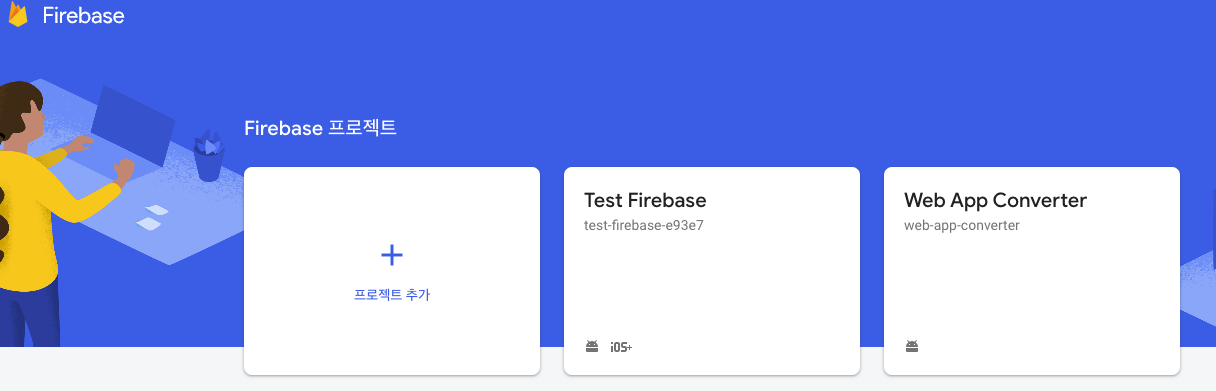 Firebase
Firebase 프로젝트
프로젝트 추가
Test Firebase
test-firebase-e93e7
iOS+
Web App Converter
web-app-converter